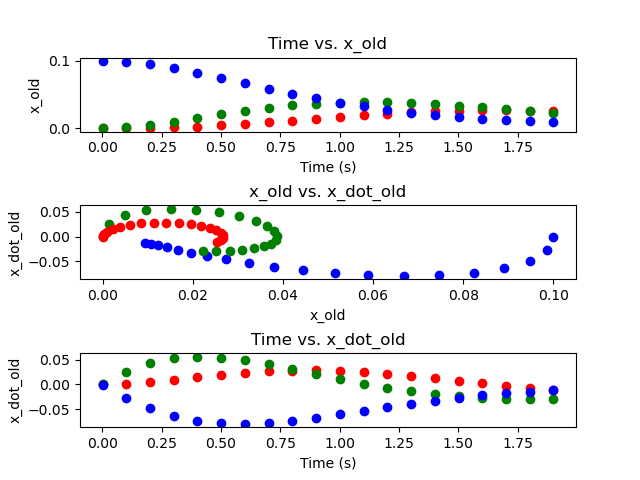 Time vs. x_old
x_old
0.1
0.0
0.00 0.25 0.50 0.75 1.00 1.25 1.50 1.75
Time (s)
x_old vs. x_dot_old
x_dot_old
0.05
0.00
−0.05
0.00 0.02 0.04 0.06 0.08 0.10
x_old
Time vs. x_dot_old
x_dot_old
0.05
0.00
−0.05
0.00 0.25 0.50 0.75 1.00 1.25 1.50 1.75
Time (s)